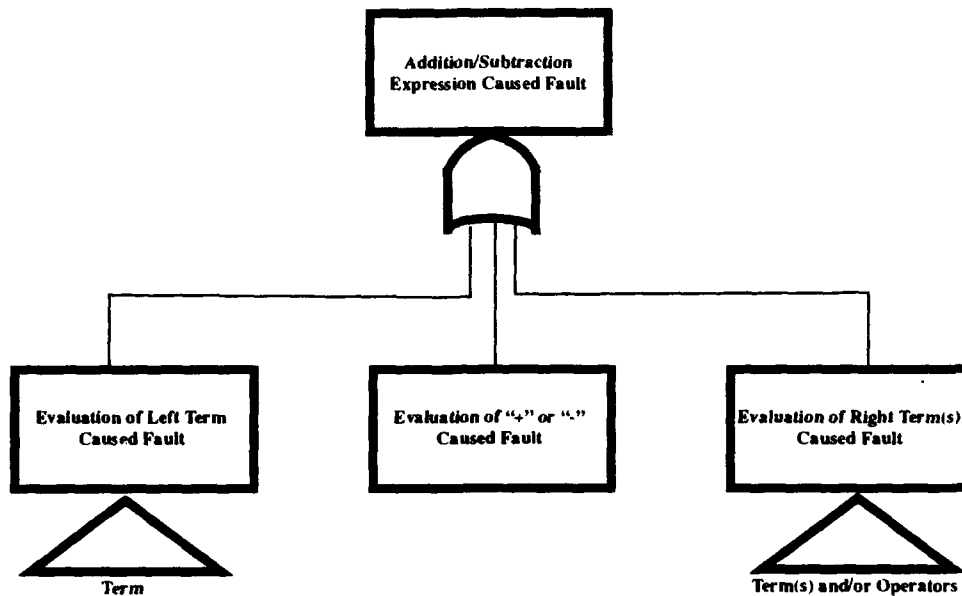 Addition/Subtraction
Expression Caused Fault
Evaluation of Left Term
Caused Fault
Evaluation of “+” or “-”
Caused Fault
Evaluation of Right Term(s)
Caused Fault
Term
Term(s) and/or Operators